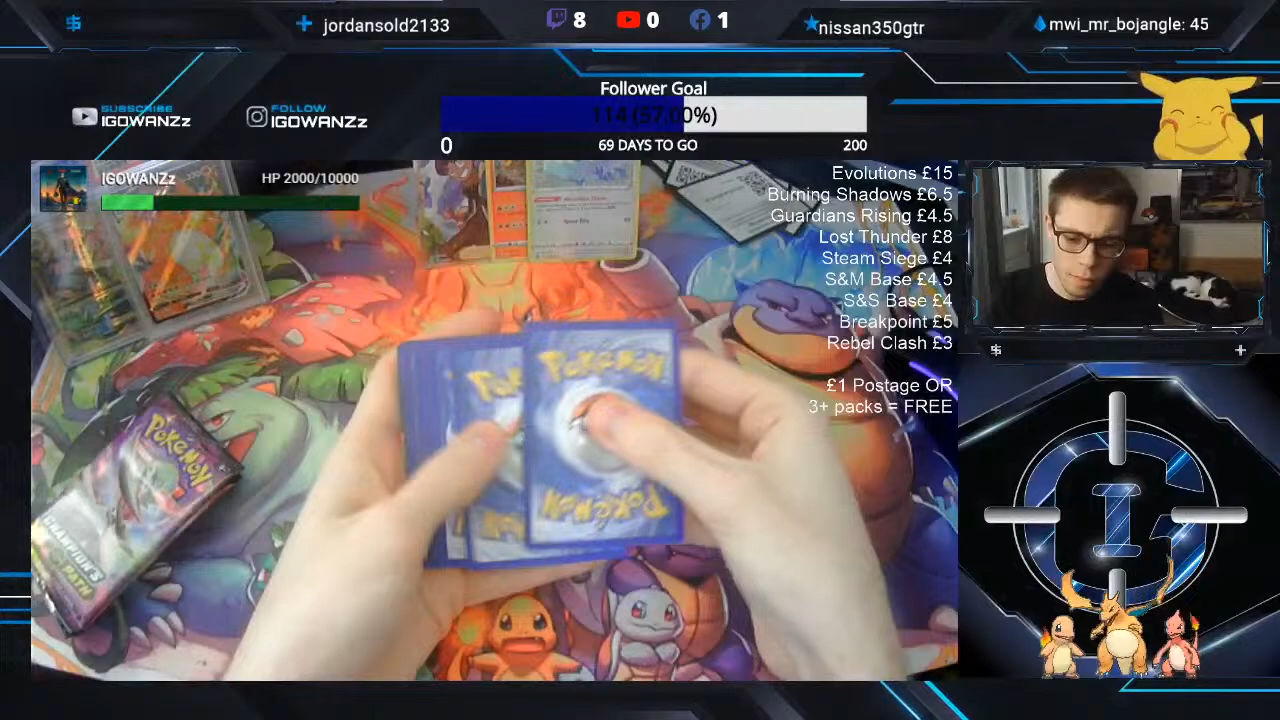 jordansold2133
8
0
1
nissan350gtr
mwi_mr_bojangle: 45
Follower Goal
114 (57.00%)
0
69 DAYS TO GO
200
SUBSCRIBE
IGOWANZz
FOLLOW
IGOWANZz
IGOWANZz
HP 2000/10000
Evolutions £15
Burning Shadows £6.5
Guardians Rising £4.5
Lost Thunder £8
Steam Siege £4
S&M Base £4.5
S&S Base £4
Breakpoint £5
Rebel Clash £3
£1 Postage OR
3+ packs = FREE
POKéMON
CHAMPION'S
PATH
Pokémon
Pokémon